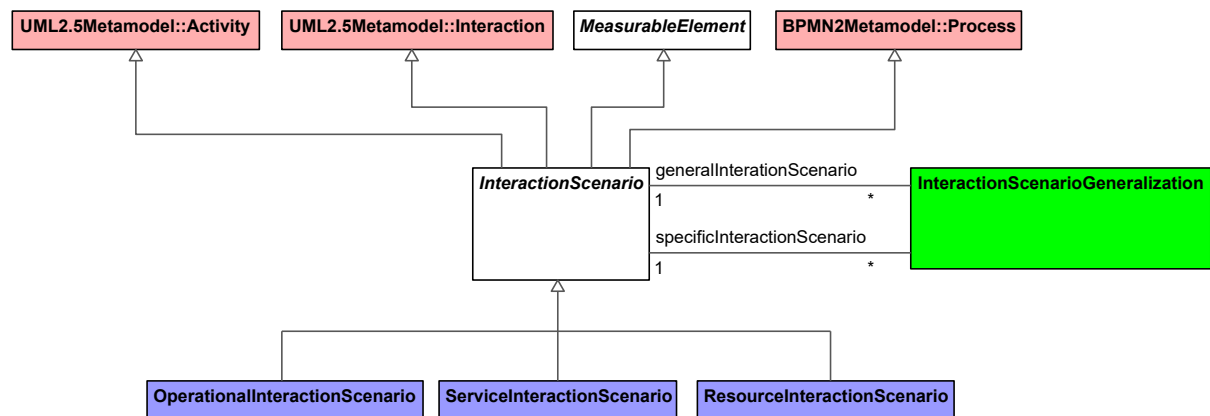 UML2.5Metamodel::Activity
UML2.5Metamodel::Interaction
MeasurableElement
BPMN2Metamodel::Process
InteractionScenario
generalInterationScenario
1
*
InteractionScenarioGeneralization
specificInteractionScenario
1
*
OperationalInteractionScenario
ServiceInteractionScenario
ResourceInteractionScenario